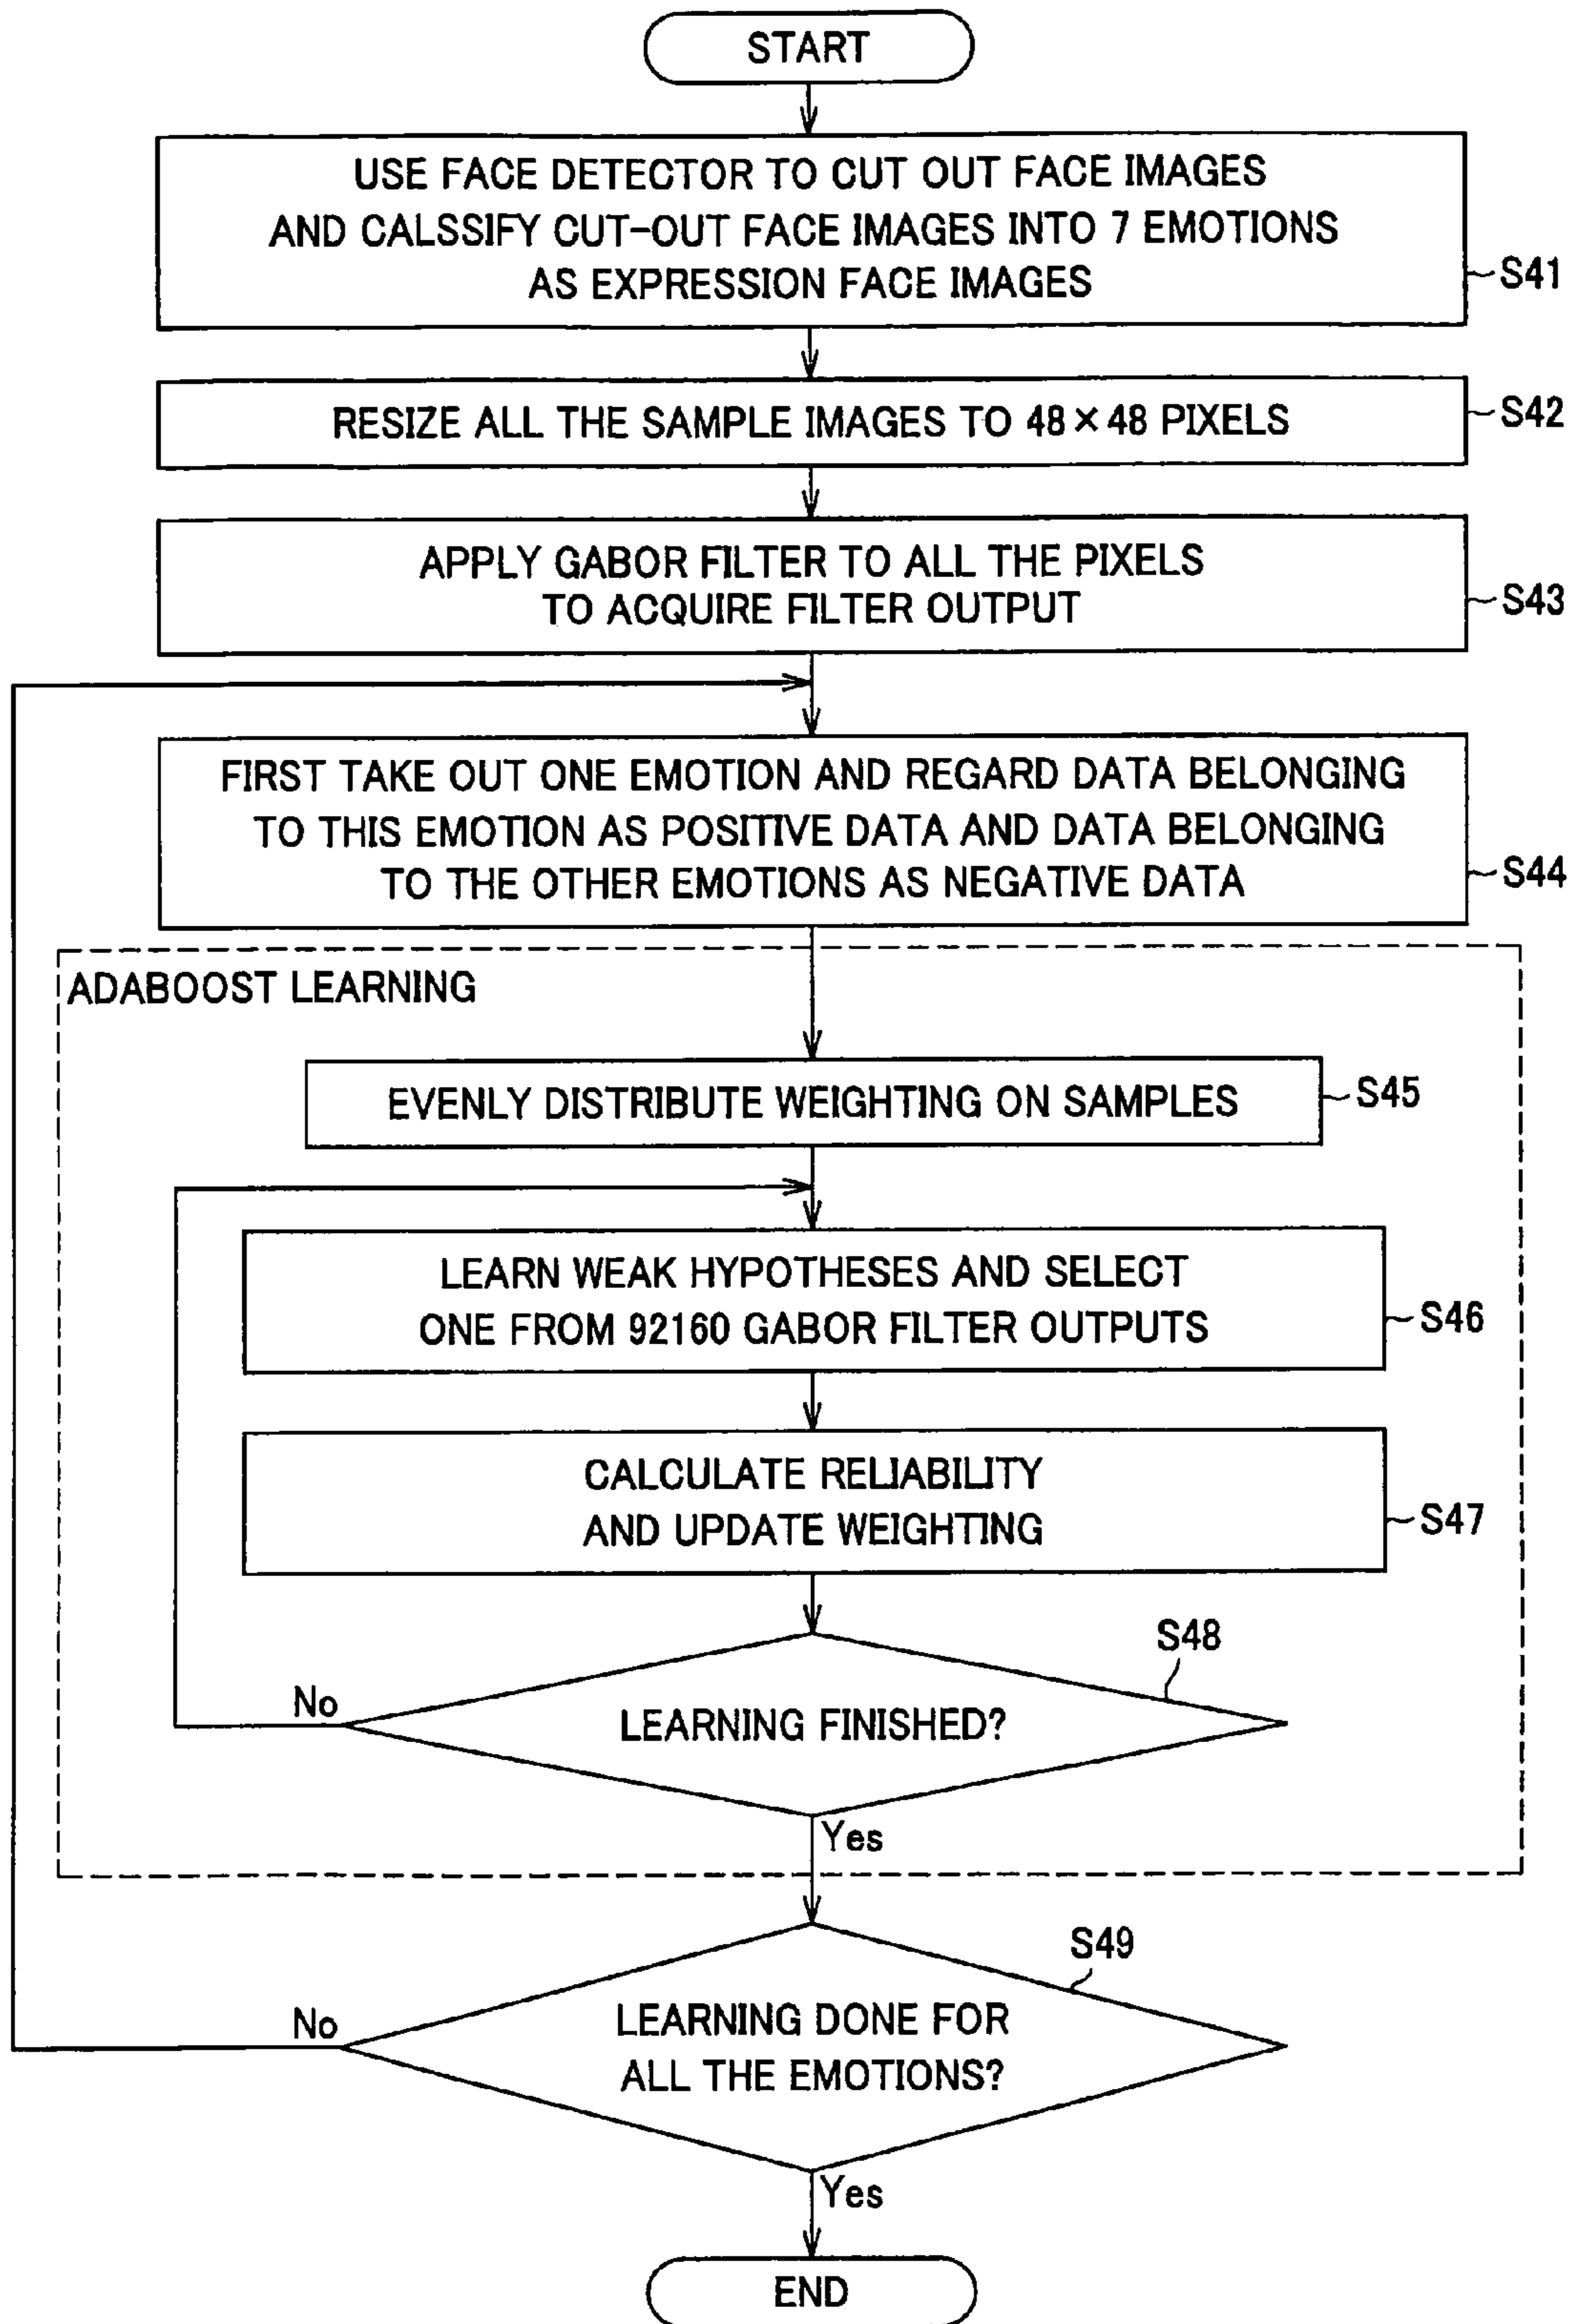 START
USE FACE DETECTOR TO CUT OUT FACE IMAGES
AND CALSSIFY CUT-OUT FACE IMAGES INTO 7 EMOTIONS
AS EXPRESSION FACE IMAGES
S41
RESIZE ALL THE SAMPLE IMAGES TO 48×48 PIXELS
S42
APPLY GABOR FILTER TO ALL THE PIXELS
TO ACQUIRE FILTER OUTPUT
S43
FIRST TAKE OUT ONE EMOTION AND REGARD DATA BELONGING
TO THIS EMOTION AS POSITIVE DATA AND DATA BELONGING
TO THE OTHER EMOTIONS AS NEGATIVE DATA
S44
ADABOOST LEARNING
EVENLY DISTRIBUTE WEIGHTING ON SAMPLES
S45
LEARN WEAK HYPOTHESES AND SELECT
ONE FROM 92160 GABOR FILTER OUTPUTS
S46
CALCULATE RELIABILITY
AND UPDATE WEIGHTING
S47
S48
No
LEARNING FINISHED?
Yes
S49
No
LEARNING DONE FOR
ALL THE EMOTIONS?
Yes
END